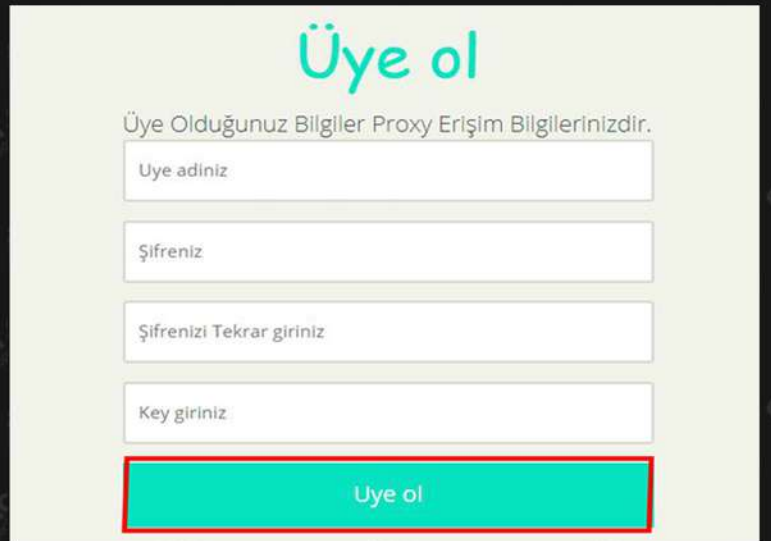 Üye ol
Üye Olduğunuz Bilgiler Proxy Erişim Bilgilerinizdir.
Uye adiniz
Şifreniz
Şifrenizi Tekrar giriniz
Key giriniz
Uye ol